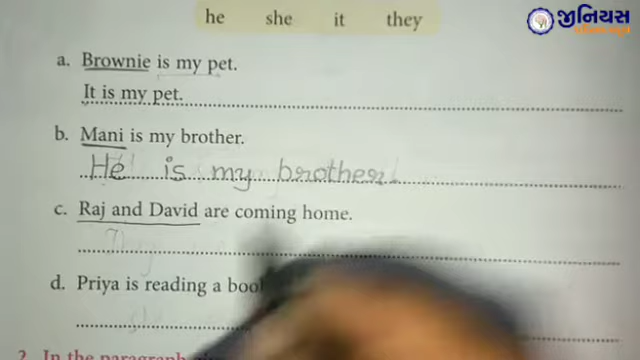 he she it they
જીનિયસ
a. Brownie is my pet.
It is my pet.
b. Mani is my brother.
He is my brother.
c. Raj and David are coming home.
d. Priya is reading a boo
2. In the paragraph